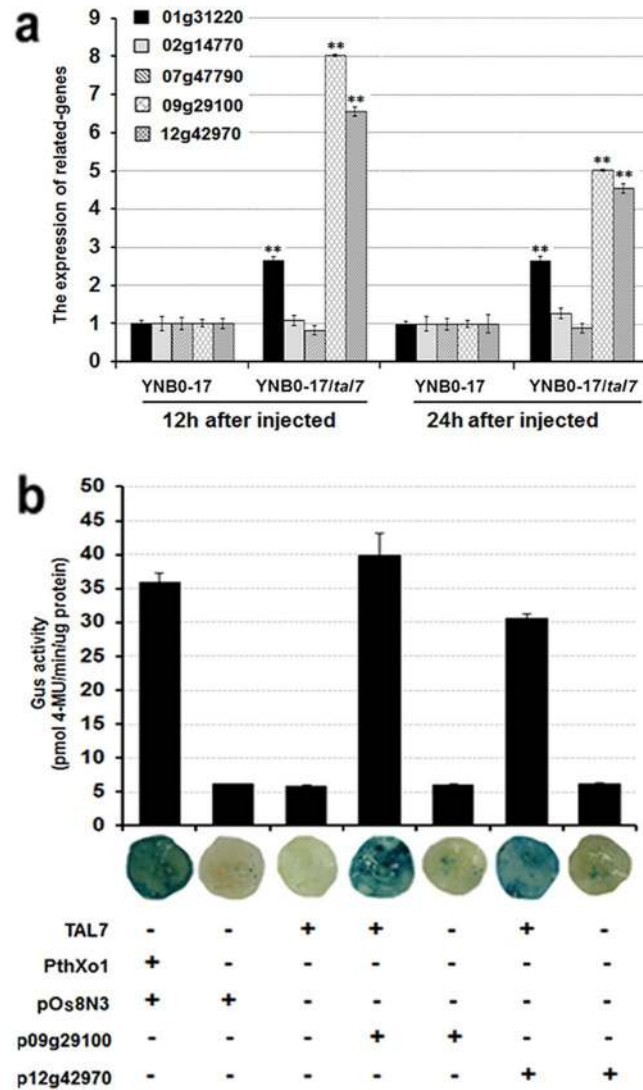 a
The expression of related-genes
9
8
7
6
5
4
3
2
1
0
01g31220
02g14770
07g47790
09g29100
12g42970
** ** **
** ** **
YNB0-17 YNB0-17/tal7 YNB0-17 YNB0-17/tal7
12h after injected 24h after injected
b
Gus activity
(pmol 4-MU/min/ug protein)
50
45
40
35
30
25
20
15
10
5
0
TAL7 - - + + - + -
PthXo1 + - - - - - -
pOs8N3 + + - - - - -
p09g29100 - - - + + - -
p12g42970 - - - - - + +